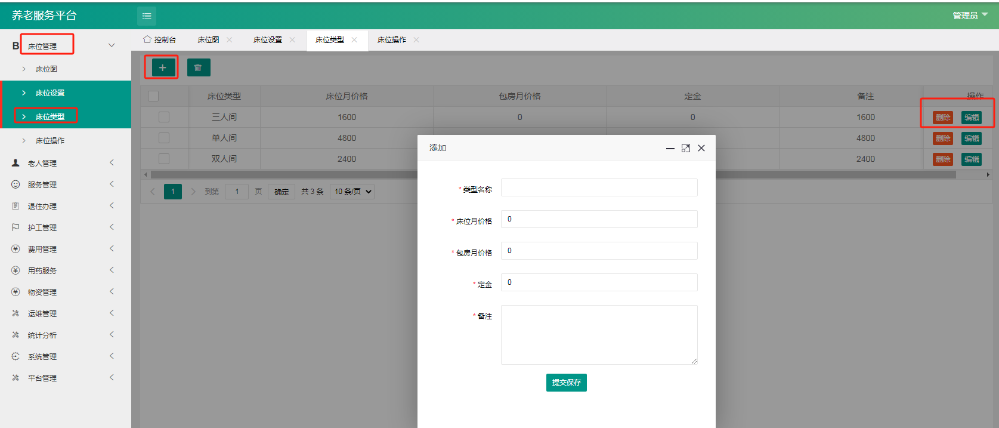 养老服务平台
管理员
B 床位管理
床位图
床位设置
床位类型
床位操作
老人管理
服务管理
退住办理
护工管理
费用管理
用药服务
物资管理
运维管理
统计分析
系统管理
平台管理
控制台 床位图 床位设置 床位类型 床位操作
床位类型 床位月价格 包房月价格 定金 备注 操作
三人间 1600 0 0 1600 删除 编辑
单人间 4800 4800 删除 编辑
双人间 2400 2400 删除 编辑
1 到第 1 页 确定 共 3 条 10 条/页
添加
* 类型名称
* 床位月价格 0
* 包房月价格 0
* 定金 0
* 备注
提交保存